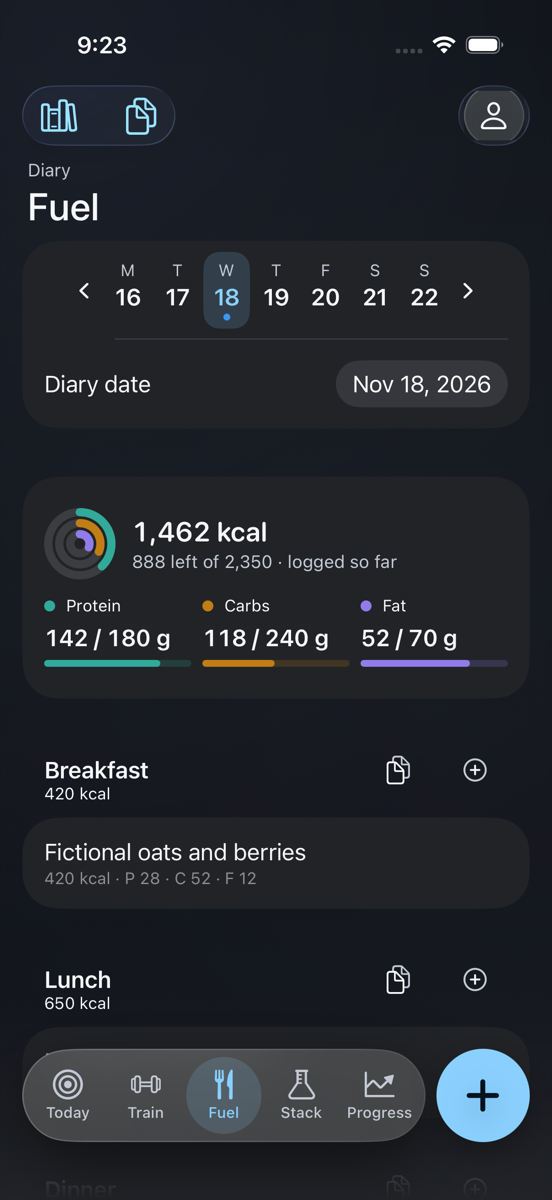 9:23
Diary
Fuel
M T W T F S S
16 17 18 19 20 21 22
Diary date Nov 18, 2026
1,462 kcal
888 left of 2,350 · logged so far
Protein Carbs Fat
142 / 180 g 118 / 240 g 52 / 70 g
Breakfast
420 kcal
Fictional oats and berries
420 kcal · P 28 · C 52 · F 12
Lunch
650 kcal
Today Train Fuel Stack Progress
Dinner